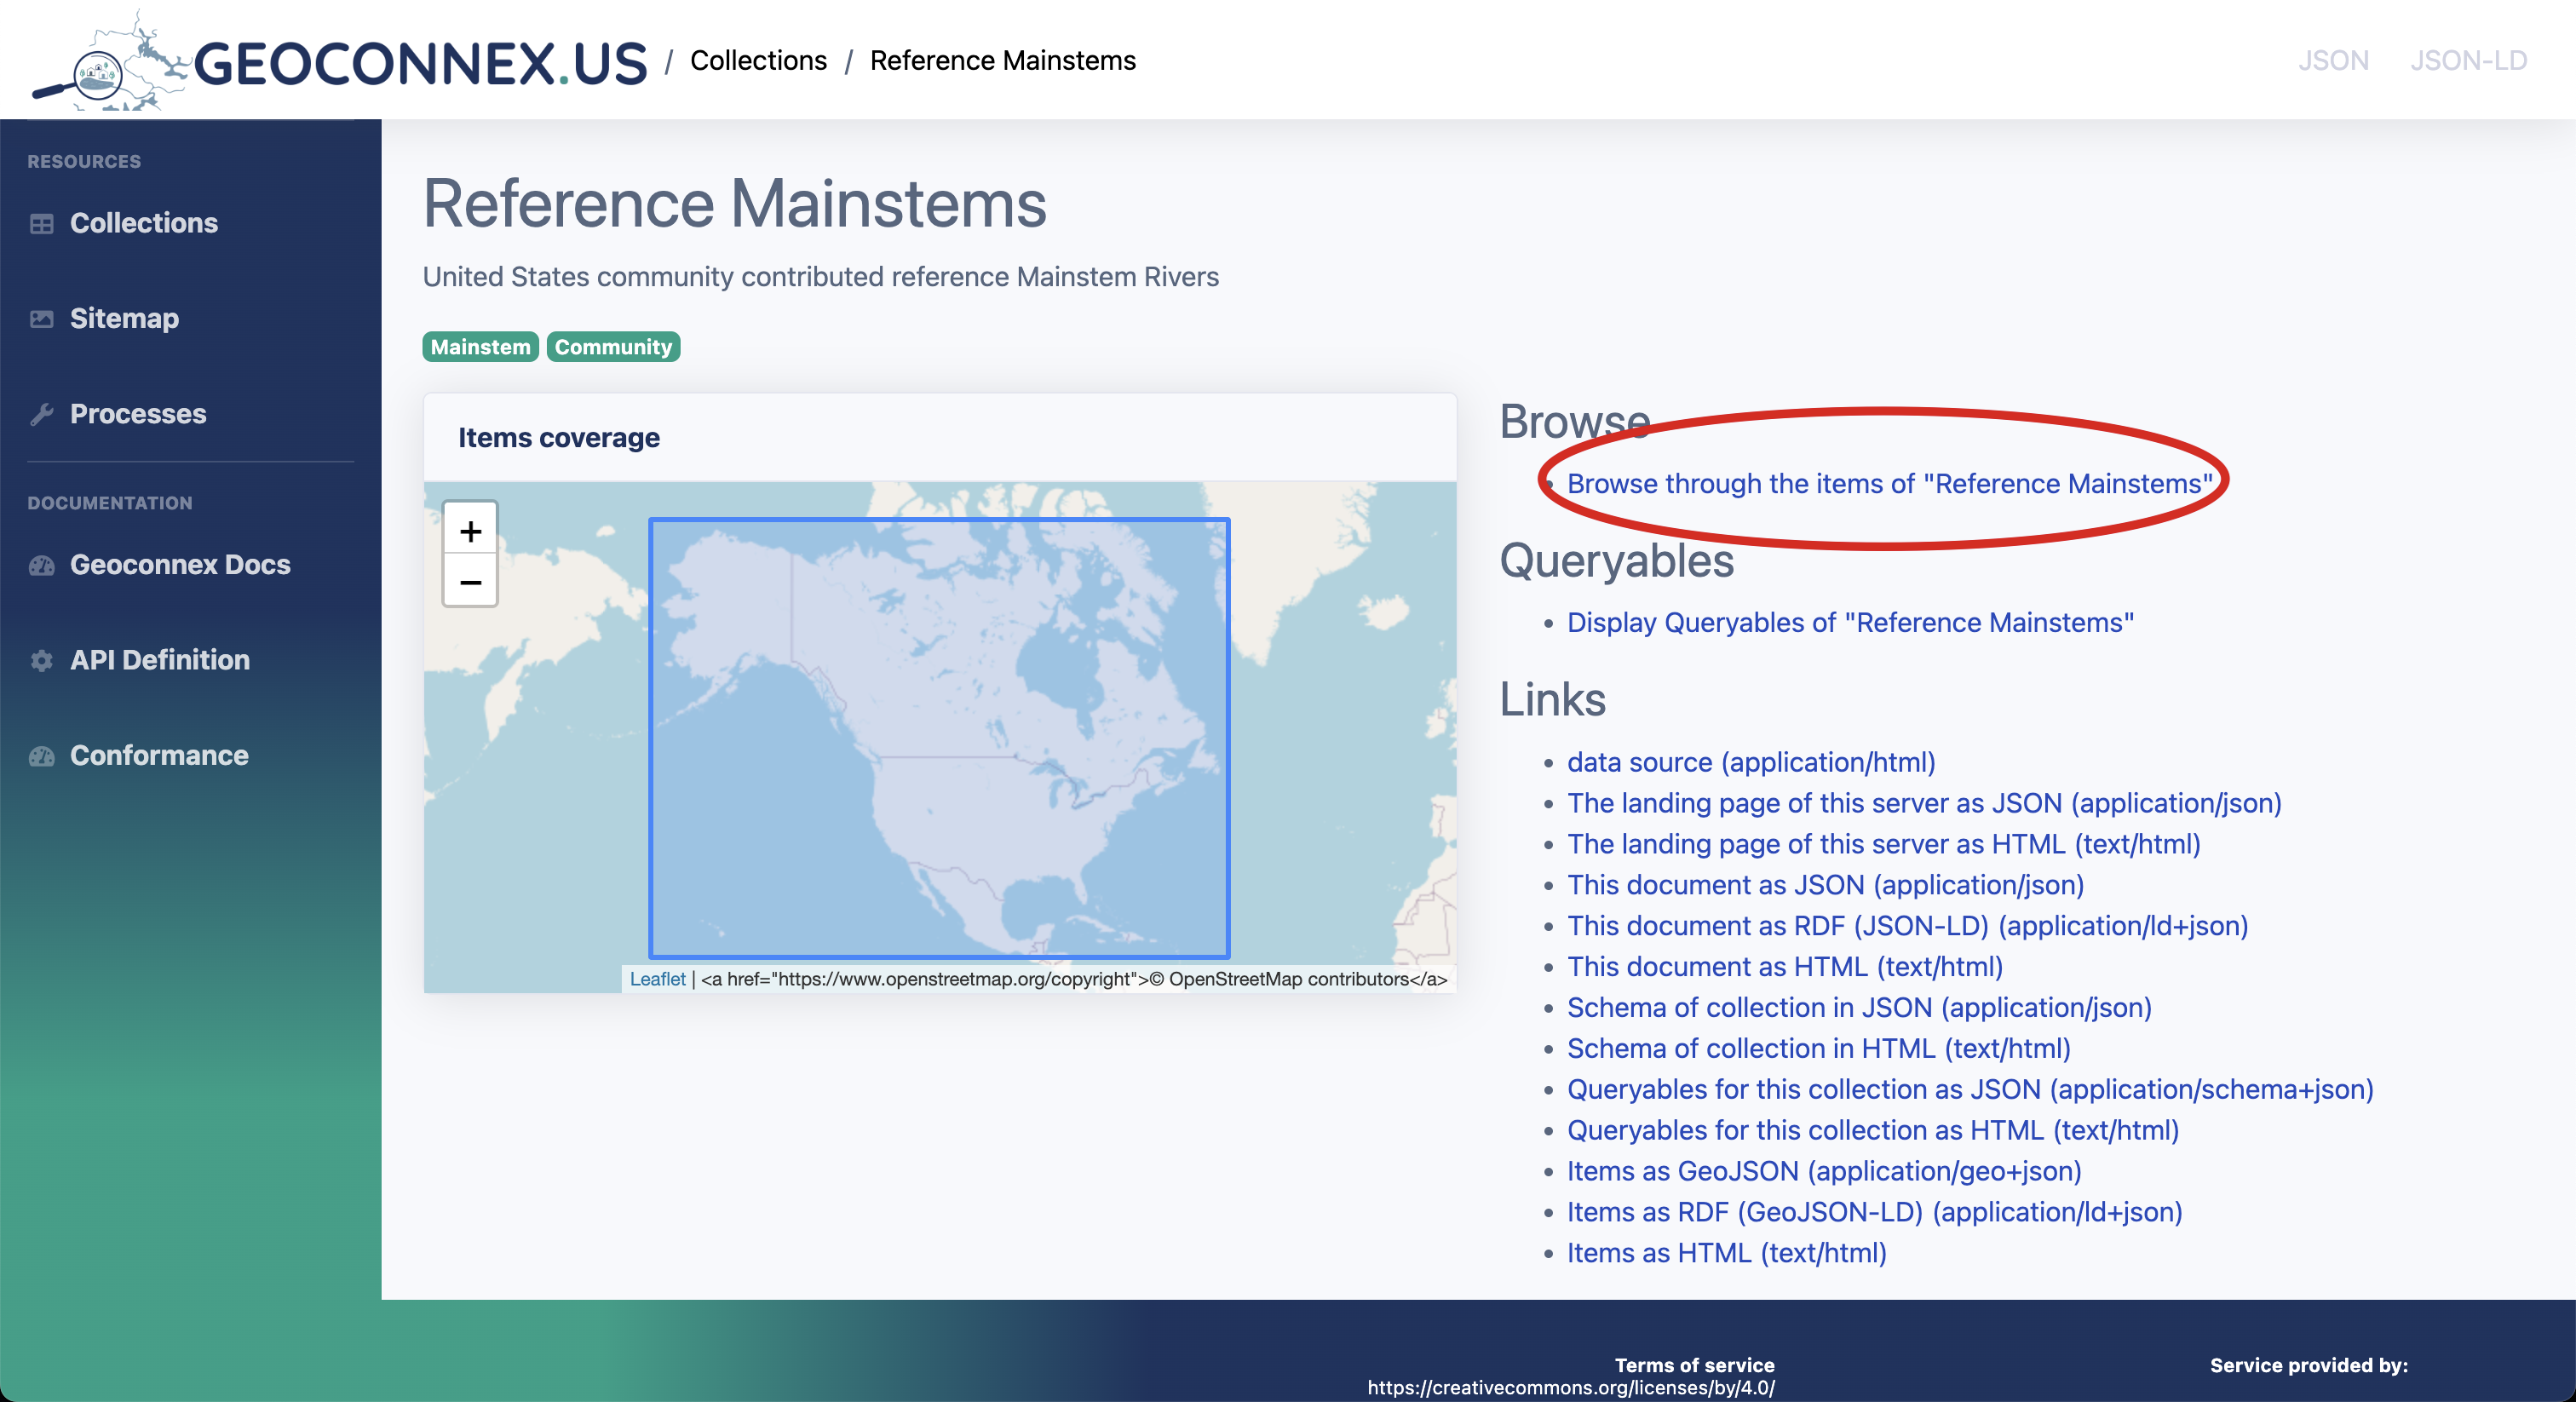 GEOCONNEX.US / Collections / Reference Mainstems
JSON JSON-LD
RESOURCES
Collections
Sitemap
Processes
DOCUMENTATION
Geoconnex Docs
API Definition
Conformance
Reference Mainstems
United States community contributed reference Mainstem Rivers
Mainstem Community
Items coverage
+
−
Leaflet | <a href="https://www.openstreetmap.org/copyright">© OpenStreetMap contributors</a>
Browse
Browse through the items of "Reference Mainstems"
Queryables
Display Queryables of "Reference Mainstems"
Links
data source (application/html)
The landing page of this server as JSON (application/json)
The landing page of this server as HTML (text/html)
This document as JSON (application/json)
This document as RDF (JSON-LD) (application/ld+json)
This document as HTML (text/html)
Schema of collection in JSON (application/json)
Schema of collection in HTML (text/html)
Queryables for this collection as JSON (application/schema+json)
Queryables for this collection as HTML (text/html)
Items as GeoJSON (application/geo+json)
Items as RDF (GeoJSON-LD) (application/ld+json)
Items as HTML (text/html)
Terms of service
https://creativecommons.org/licenses/by/4.0/
Service provided by: